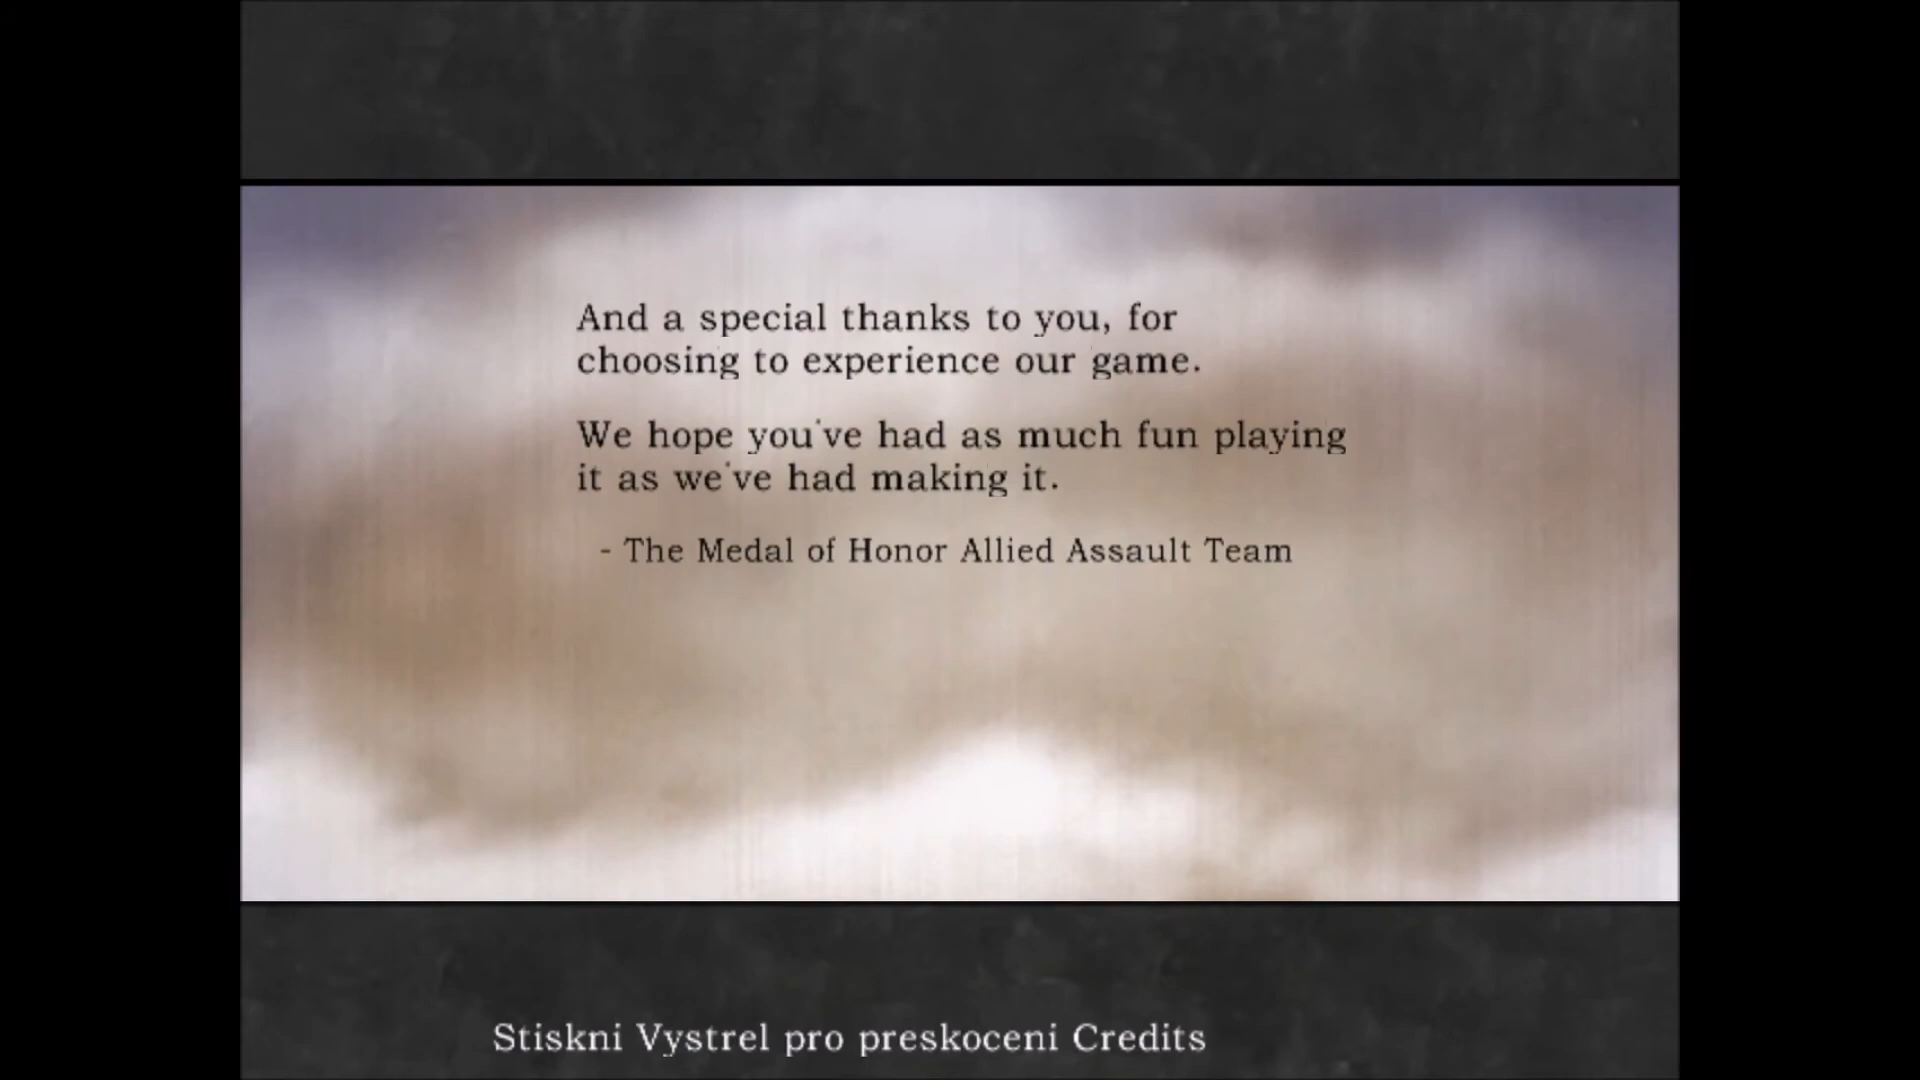 And a special thanks to you, for
choosing to experience our game.
We hope you've had as much fun playing
it as we've had making it.
- The Medal of Honor Allied Assault Team
Stiskni Vystrel pro preskoceni Credits